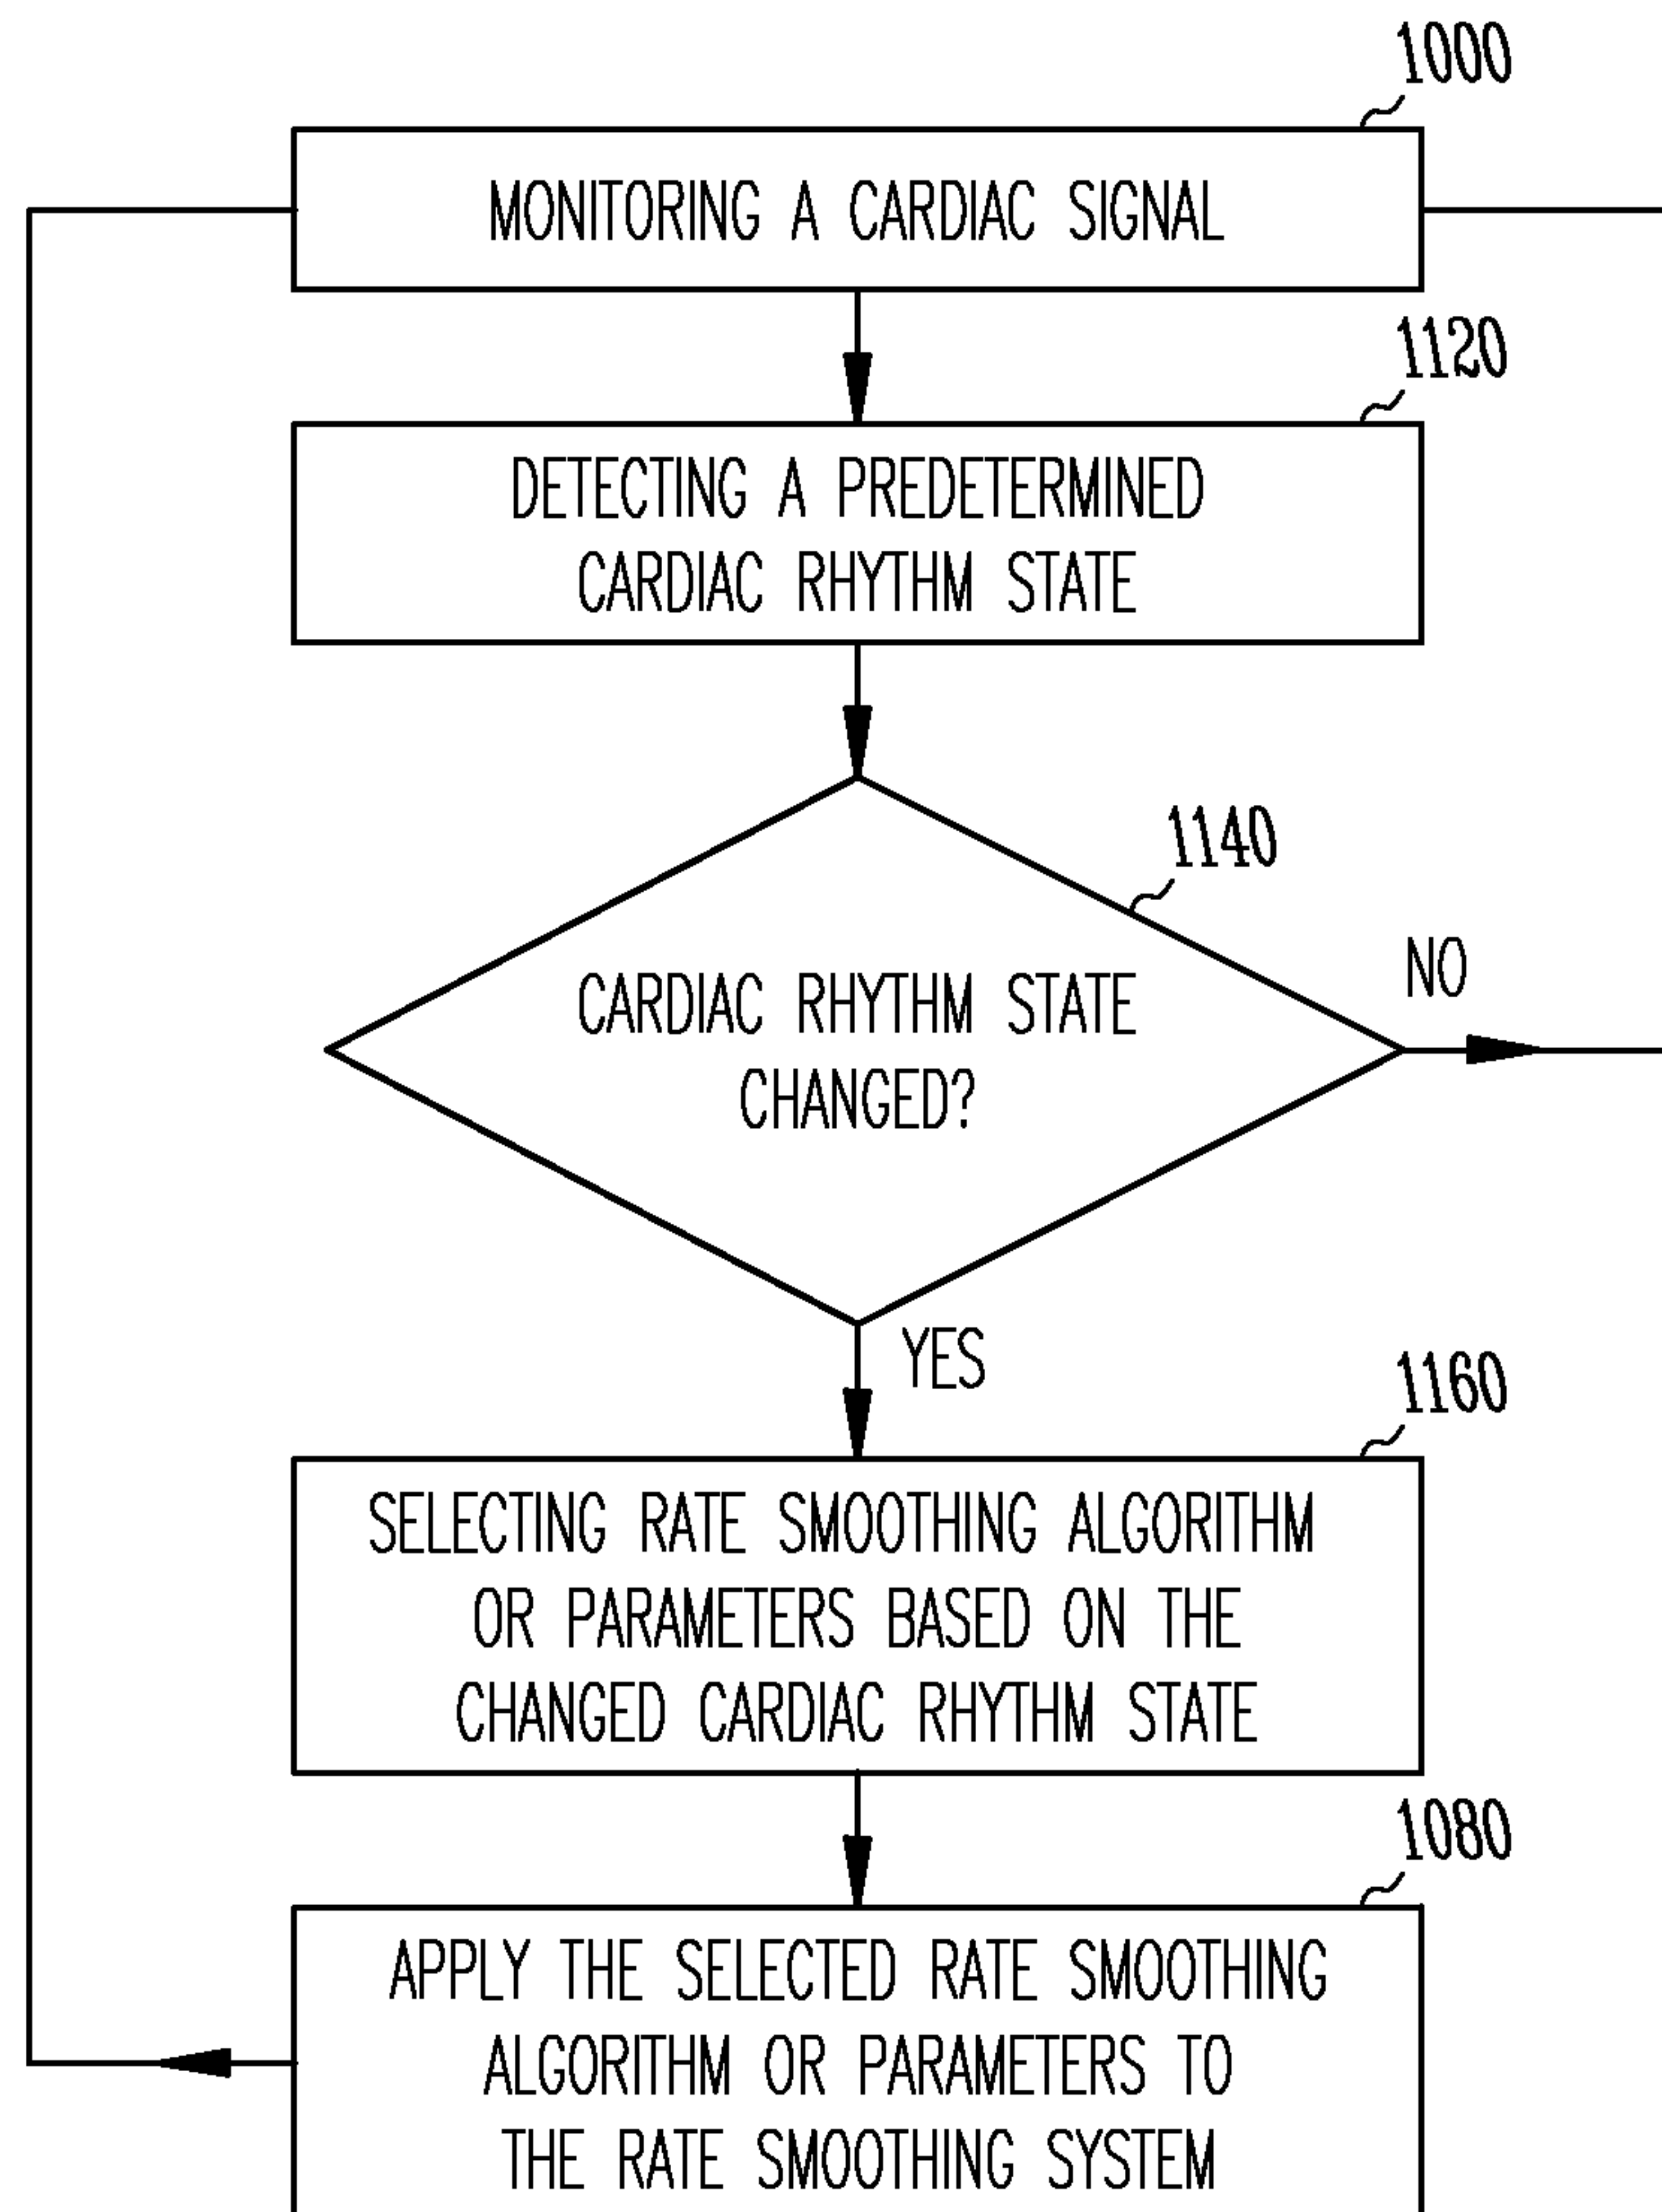 1000
MONITORING A CARDIAC SIGNAL
1120
DETECTING A PREDETERMINED
CARDIAC RHYTHM STATE
1140
CARDIAC RHYTHM STATE
CHANGED?
NO
YES
1160
SELECTING RATE SMOOTHING ALGORITHM
OR PARAMETERS BASED ON THE
CHANGED CARDIAC RHYTHM STATE
1080
APPLY THE SELECTED RATE SMOOTHING
ALGORITHM OR PARAMETERS TO
THE RATE SMOOTHING SYSTEM